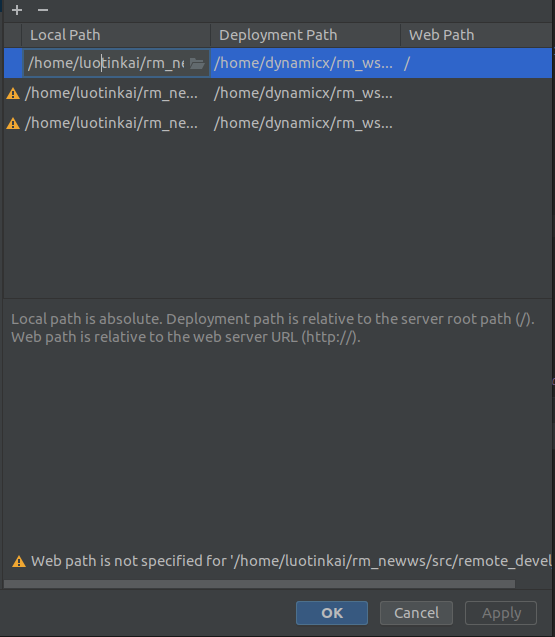 Local Path Deployment Path Web Path
/home/luotinkai/rm_ne /home/dynamicx/rm_ws... /
/home/luotinkai/rm_ne... /home/dynamicx/rm_ws...
/home/luotinkai/rm_ne... /home/dynamicx/rm_ws...
Local path is absolute. Deployment path is relative to the server root path (/).
Web path is relative to the web server URL (http://).
Web path is not specified for '/home/luotinkai/rm_newws/src/remote_devel
OK Cancel Apply